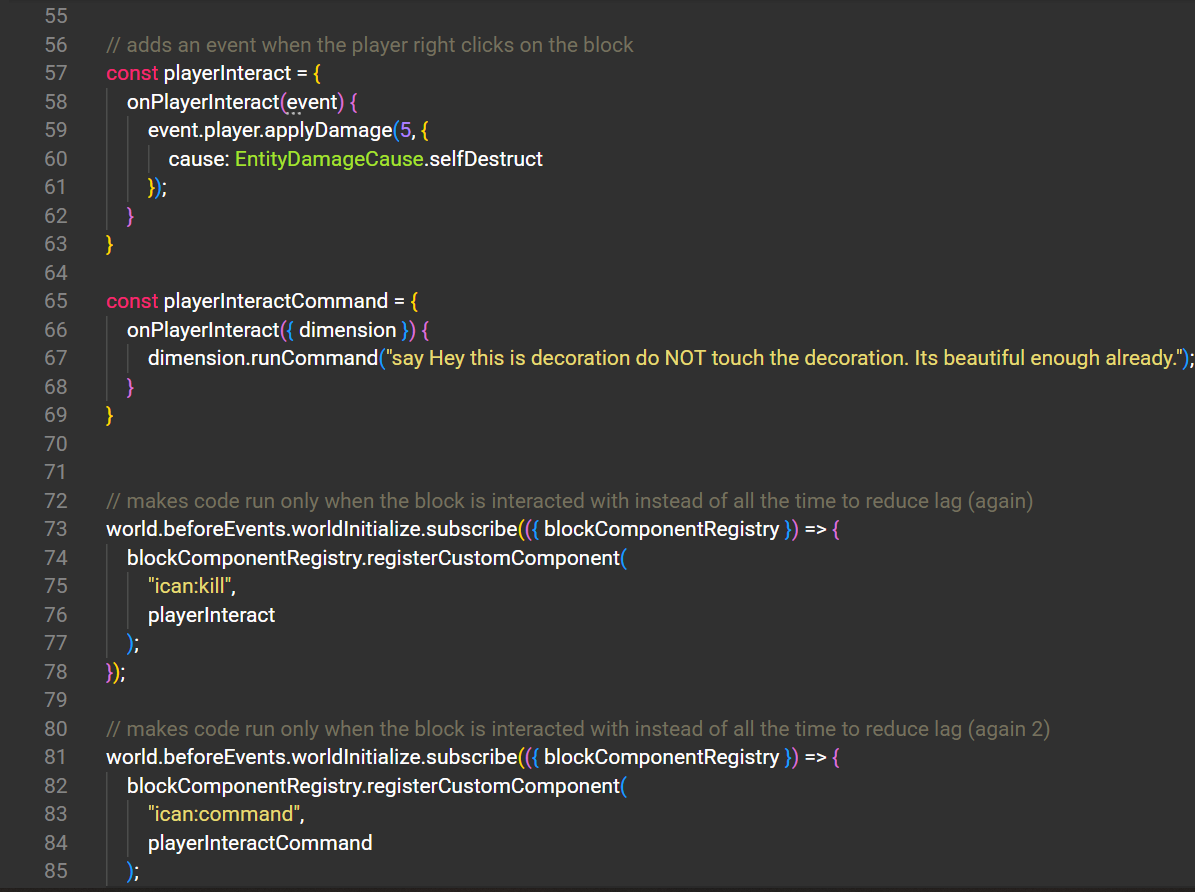 55
56 // adds an event when the player right clicks on the block
57 const playerInteract = {
58 onPlayerInteract(event) {
59 event.player.applyDamage(5, {
60 cause: EntityDamageCause.selfDestruct
61 });
62 }
63 }
64
65 const playerInteractCommand = {
66 onPlayerInteract({ dimension }) {
67 dimension.runCommand("say Hey this is decoration do NOT touch the decoration. Its beautiful enough already.");
68 }
69 }
70
71
72 // makes code run only when the block is interacted with instead of all the time to reduce lag (again)
73 world.beforeEvents.worldInitialize.subscribe(({ blockComponentRegistry }) => {
74 blockComponentRegistry.registerCustomComponent(
75 "ican:kill",
76 playerInteract
77 );
78 });
79
80 // makes code run only when the block is interacted with instead of all the time to reduce lag (again 2)
81 world.beforeEvents.worldInitialize.subscribe(({ blockComponentRegistry }) => {
82 blockComponentRegistry.registerCustomComponent(
83 "ican:command",
84 playerInteractCommand
85 );